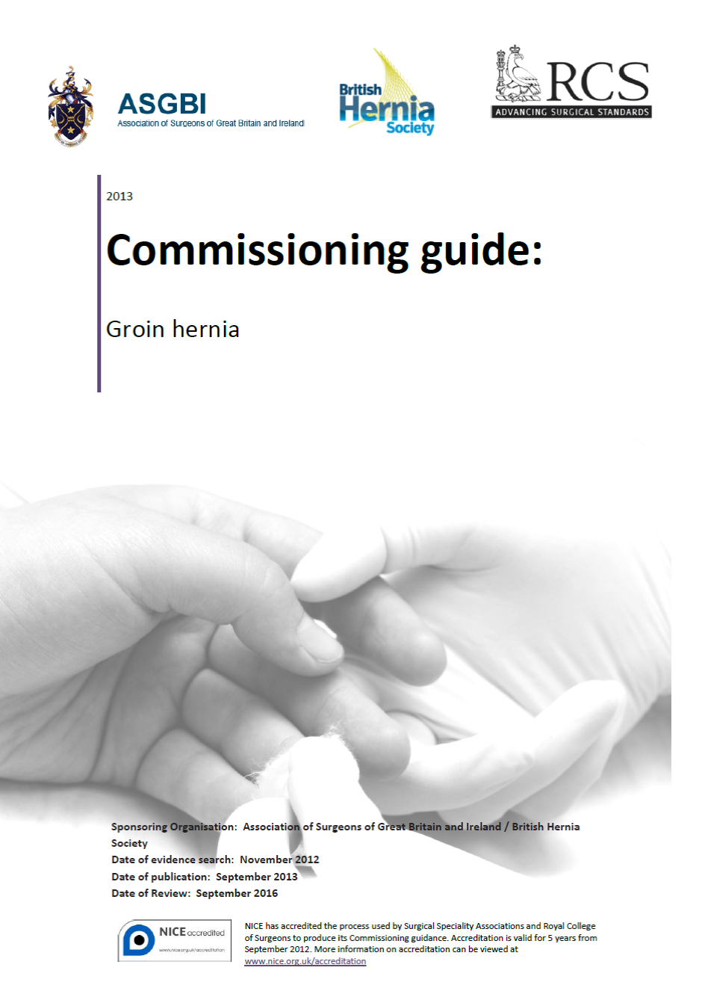 ASGBI
Association of Surgeons of Great Britain and Ireland
British
Hernia
Society
RCS
ADVANCING SURGICAL STANDARDS
2013
Commissioning guide:
Groin hernia
Sponsoring Organisation: Association of Surgeons of Great Britain and Ireland / British Hernia
Society
Date of evidence search: November 2012
Date of publication: September 2013
Date of Review: September 2016
NICE accredited
www.nice.org.uk/accreditation
NICE has accredited the process used by Surgical Speciality Associations and Royal College
of Surgeons to produce its Commissioning guidance. Accreditation is valid for 5 years from
September 2012. More information on accreditation can be viewed at
www.nice.org.uk/accreditation